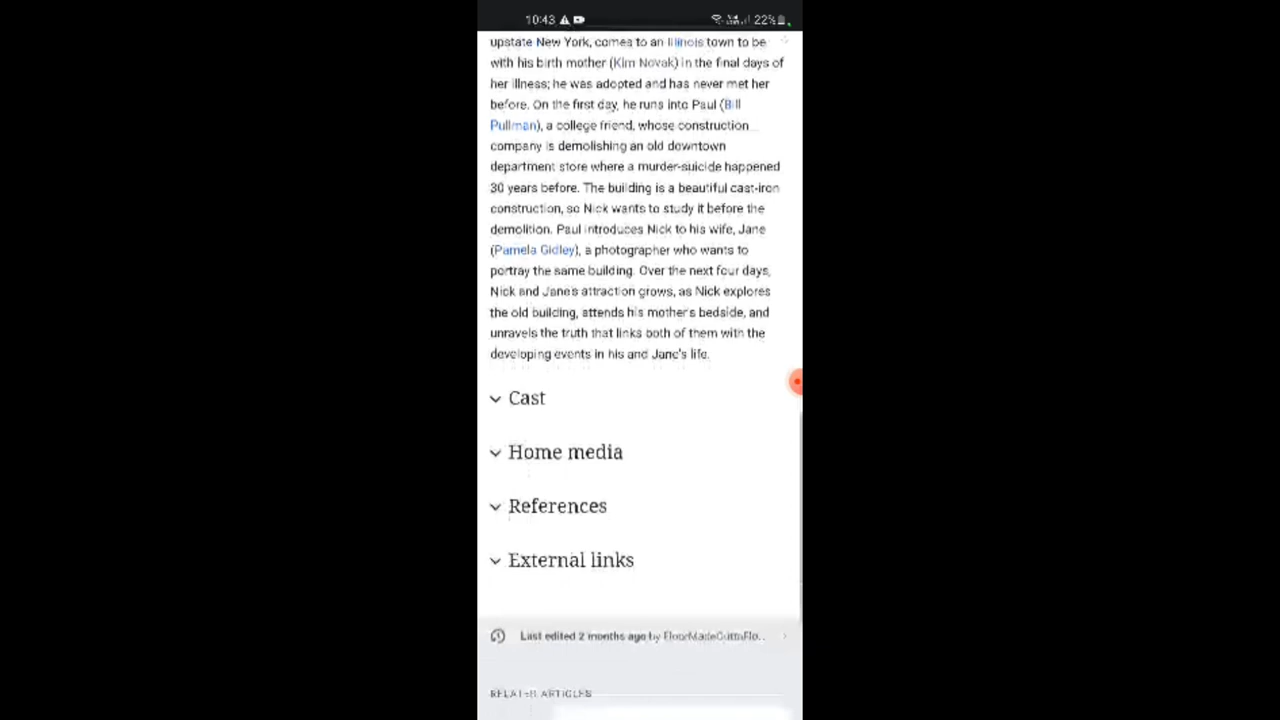 10:43 22%
upstate New York, comes to an Illinois town to be
with his birth mother (Kim Novak) in the final days of
her illness; he was adopted and has never met her
before. On the first day, he runs into Paul (Bill
Pullman), a college friend, whose construction
company is demolishing an old downtown
department store where a murder-suicide happened
30 years before. The building is a beautiful cast-iron
construction, so Nick wants to study it before the
demolition. Paul introduces Nick to his wife, Jane
(Pamela Gidley), a photographer who wants to
portray the same building. Over the next four days,
Nick and Jane's attraction grows, as Nick explores
the old building, attends his mother's bedside, and
unravels the truth that links both of them with the
developing events in his and Jane's life.
Cast
Home media
References
External links
Last edited 2 months ago by
RELATED ARTICLES